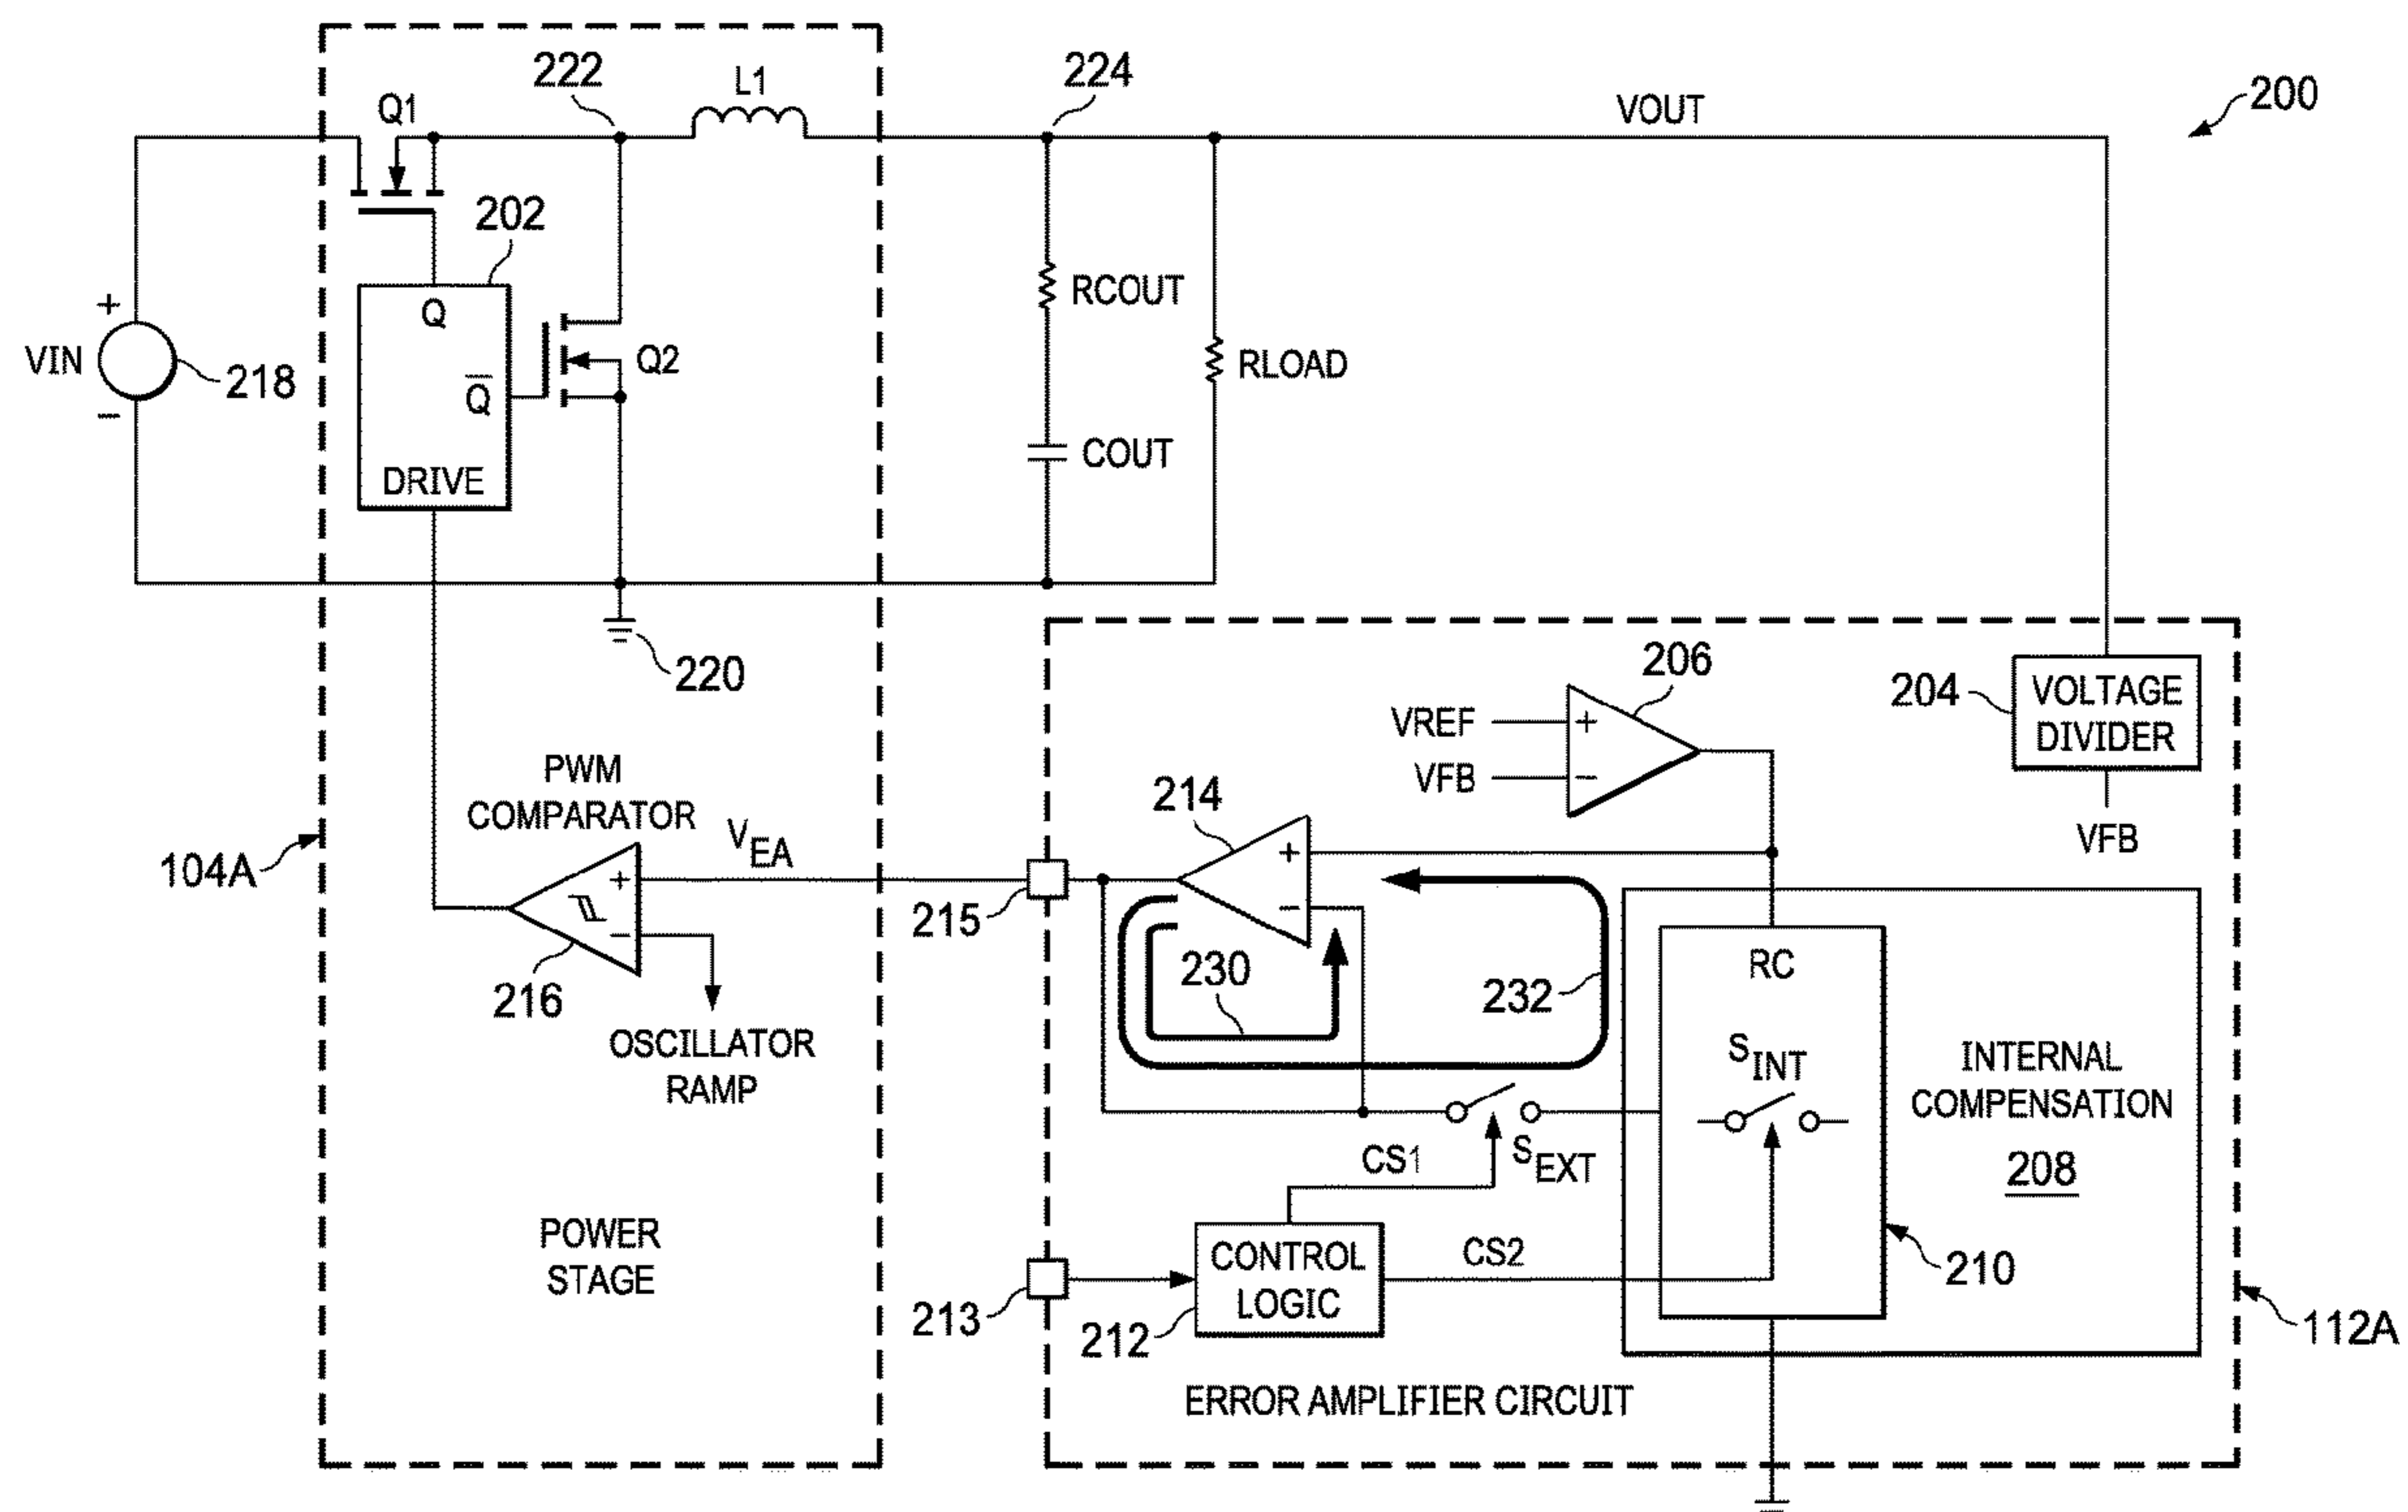 222
L1
224
VOUT
200
Q1
202
Q
Q̅
DRIVE
Q2
VIN
+
−
218
RCOUT
COUT
RLOAD
220
206
204
VOLTAGE
DIVIDER
VFB
VREF
VFB
+
−
PWM
COMPARATOR
VEA
104A
+
−
216
OSCILLATOR
RAMP
214
+
−
215
230
232
RC
SINT
INTERNAL
COMPENSATION
208
CS1
SEXT
POWER
STAGE
213
CONTROL
LOGIC
212
CS2
210
112A
ERROR AMPLIFIER CIRCUIT